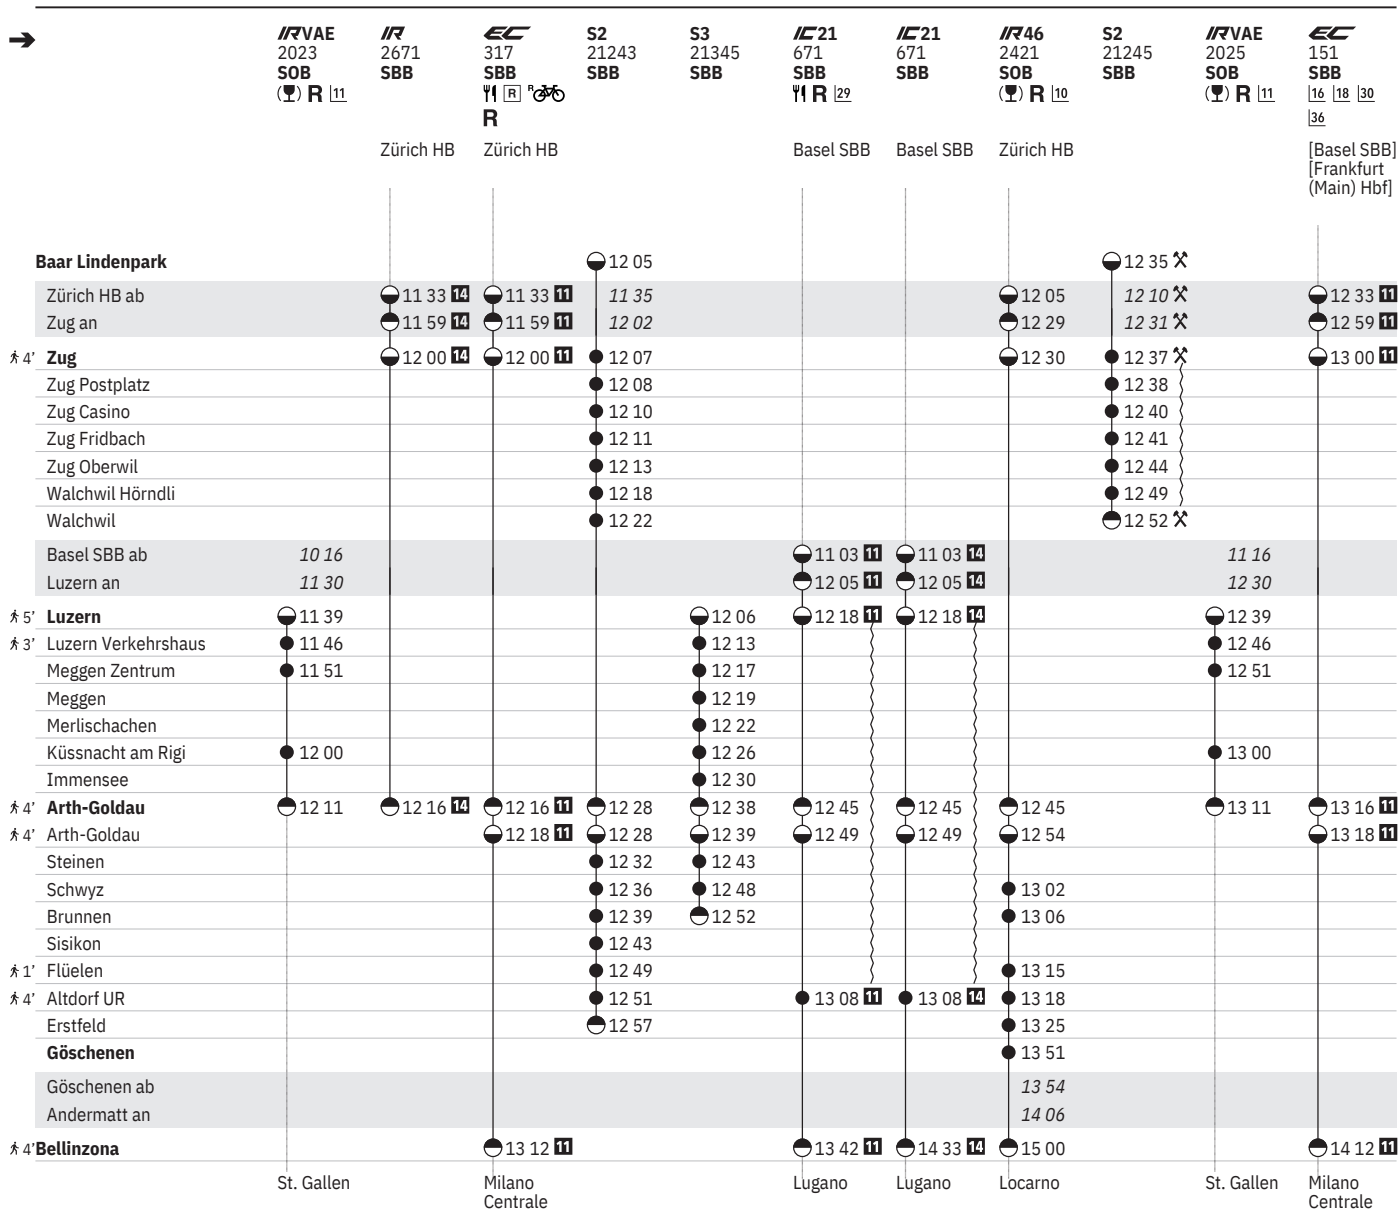 IRVAE IR EC S2 S3 IC21 IC21 IR46 S2 IRVAE EC
2023 2671 317 21243 21345 671 671 2421 21245 2025 151
SOB SBB SBB SBB SBB SBB SBB SOB SBB SOB SBB
R 11 R R R 29 R 10 R 11 16 18 30
R 36
Zürich HB Zürich HB Basel SBB Basel SBB Zürich HB [Basel SBB]
[Frankfurt
(Main) Hbf]
Baar Lindenpark 12 05 12 35
Zürich HB ab 11 33 14 11 33 11 11 35 12 05 12 10 12 33 11
Zug an 11 59 14 11 59 11 12 02 12 29 12 31 12 59 11
4' Zug 12 00 14 12 00 11 12 07 12 30 12 37 13 00 11
Zug Postplatz 12 08 12 38
Zug Casino 12 10 12 40
Zug Fridbach 12 11 12 41
Zug Oberwil 12 13 12 44
Walchwil Hörndli 12 18 12 49
Walchwil 12 22 12 52
Basel SBB ab 10 16 11 03 11 11 03 14 11 16
Luzern an 11 30 12 05 11 12 05 14 12 30
5' Luzern 11 39 12 06 12 18 11 12 18 14 12 39
3' Luzern Verkehrshaus 11 46 12 13 12 46
Meggen Zentrum 11 51 12 17 12 51
Meggen 12 19
Merlischachen 12 22
Küssnacht am Rigi 12 00 12 26 13 00
Immensee 12 30
4' Arth-Goldau 12 11 12 16 14 12 16 11 12 28 12 38 12 45 12 45 12 45 13 11 13 16 11
4' Arth-Goldau 12 18 11 12 28 12 39 12 49 12 49 12 54 13 18 11
Steinen 12 32 12 43
Schwyz 12 36 12 48 13 02
Brunnen 12 39 12 52 13 06
Sisikon 12 43
1' Flüelen 12 49 13 15
4' Altdorf UR 12 51 13 08 11 13 08 14 13 18
Erstfeld 12 57 13 25
Göschenen 13 51
Göschenen ab 13 54
Andermatt an 14 06
4' Bellinzona 13 12 11 13 42 11 14 33 14 15 00 14 12 11
St. Gallen Milano Lugano Lugano Locarno St. Gallen Milano
Centrale Centrale